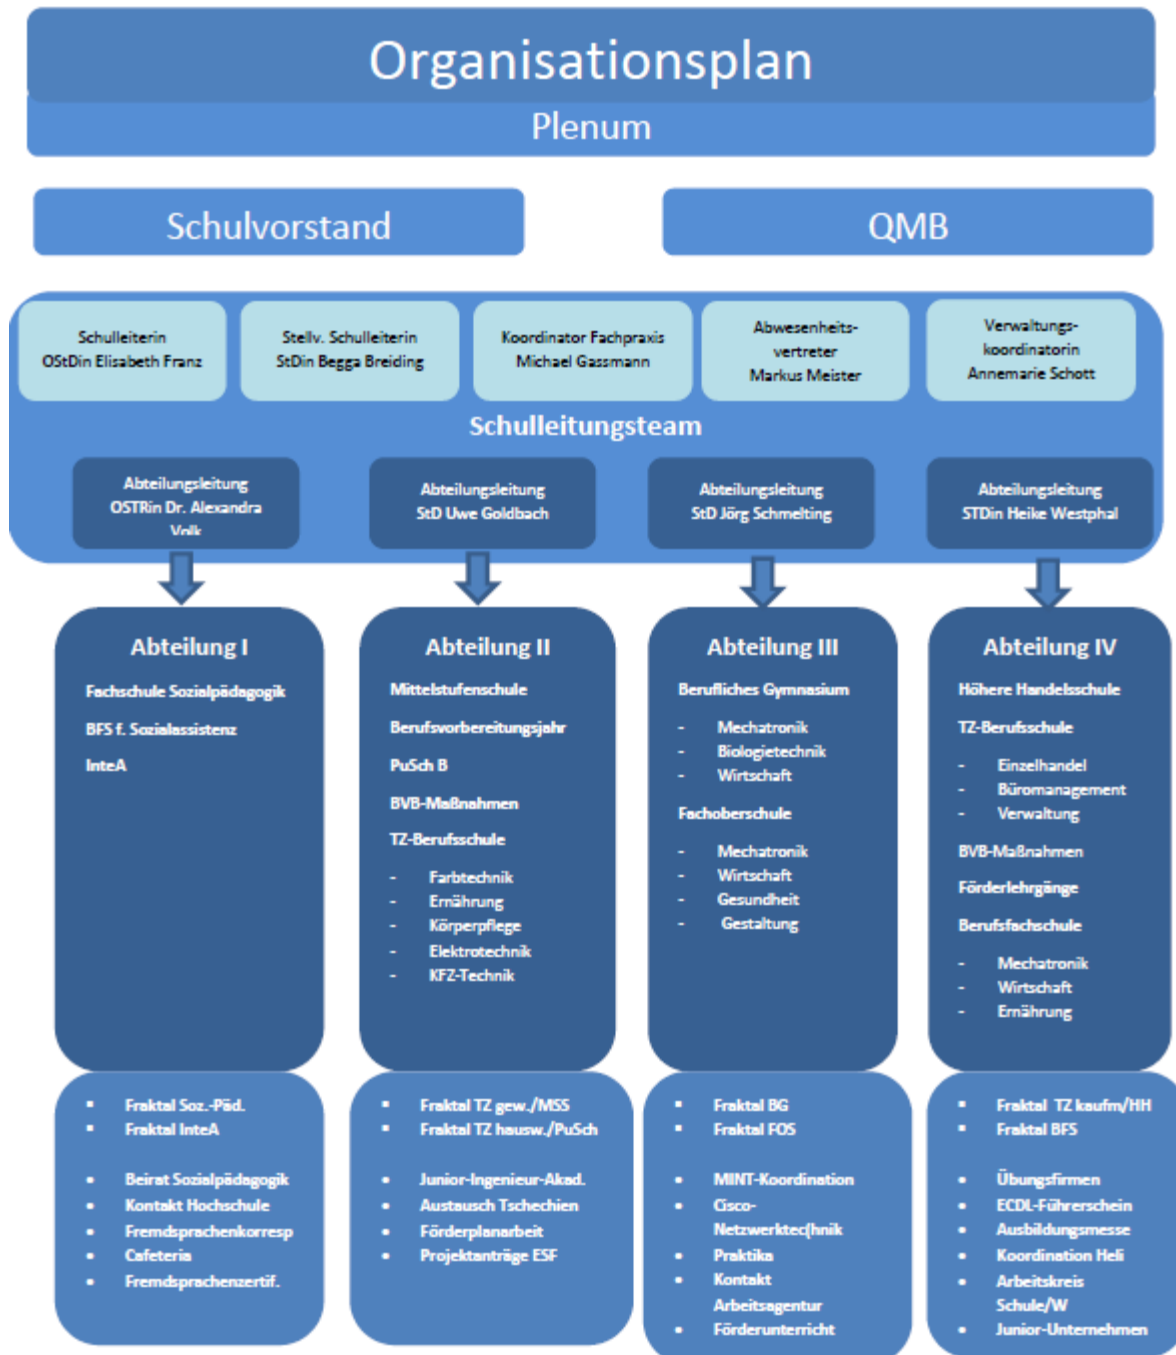 Organisationsplan
Plenum
Schulvorstand
QMB
Schulleiterin
OStDin Elisabeth Franz
Stellv. Schulleiterin
StDin Begga Breiding
Koordinator Fachpraxis
Michael Gassmann
Abwesenheits-
vertreter
Markus Meister
Verwaltungs-
koordinatorin
Annemarie Schott
Schulleitungsteam
Abteilungsleitung
OSTRin Dr. Alexandra
Volk
Abteilungsleitung
StD Uwe Goldbach
Abteilungsleitung
StD Jörg Schmelting
Abteilungsleitung
STDin Heike Westphal
Abteilung I
Fachschule Sozialpädagogik
BFS f. Sozialassistenz
InteA
Abteilung II
Mittelstufenschule
Berufsvorbereitungsjahr
PuSch B
BVB-Maßnahmen
TZ-Berufsschule
- Farbtechnik
- Ernährung
- Körperpflege
- Elektrotechnik
- KFZ-Technik
Abteilung III
Berufliches Gymnasium
- Mechatronik
- Biologietechnik
- Wirtschaft
Fachoberschule
- Mechatronik
- Wirtschaft
- Gesundheit
- Gestaltung
Abteilung IV
Höhere Handelsschule
TZ-Berufsschule
- Einzelhandel
- Büromanagement
- Verwaltung
BVB-Maßnahmen
Förderlehrgänge
Berufsfachschule
- Mechatronik
- Wirtschaft
- Ernährung
▪ Fraktal Soz.-Päd.
▪ Fraktal InteA
• Beirat Sozialpädagogik
• Kontakt Hochschule
• Fremdsprachenkorresp
• Cafeteria
• Fremdsprachenzertif.
▪ Fraktal TZ gew./MSS
▪ Fraktal TZ hausw./PuSch
• Junior-Ingenieur-Akad.
• Austausch Tschechien
• Förderplanarbeit
• Projektanträge ESF
▪ Fraktal BG
▪ Fraktal FOS
• MINT-Koordination
• Cisco-
Netzwerktec(hnik
• Praktika
• Kontakt
Arbeitsagentur
• Förderunterricht
▪ Fraktal TZ kaufm/HH
▪ Fraktal BFS
• Übungsfirmen
• ECDL-Führerschein
• Ausbildungsmesse
• Koordination Heli
• Arbeitskreis
Schule/W
• Junior-Unternehmen